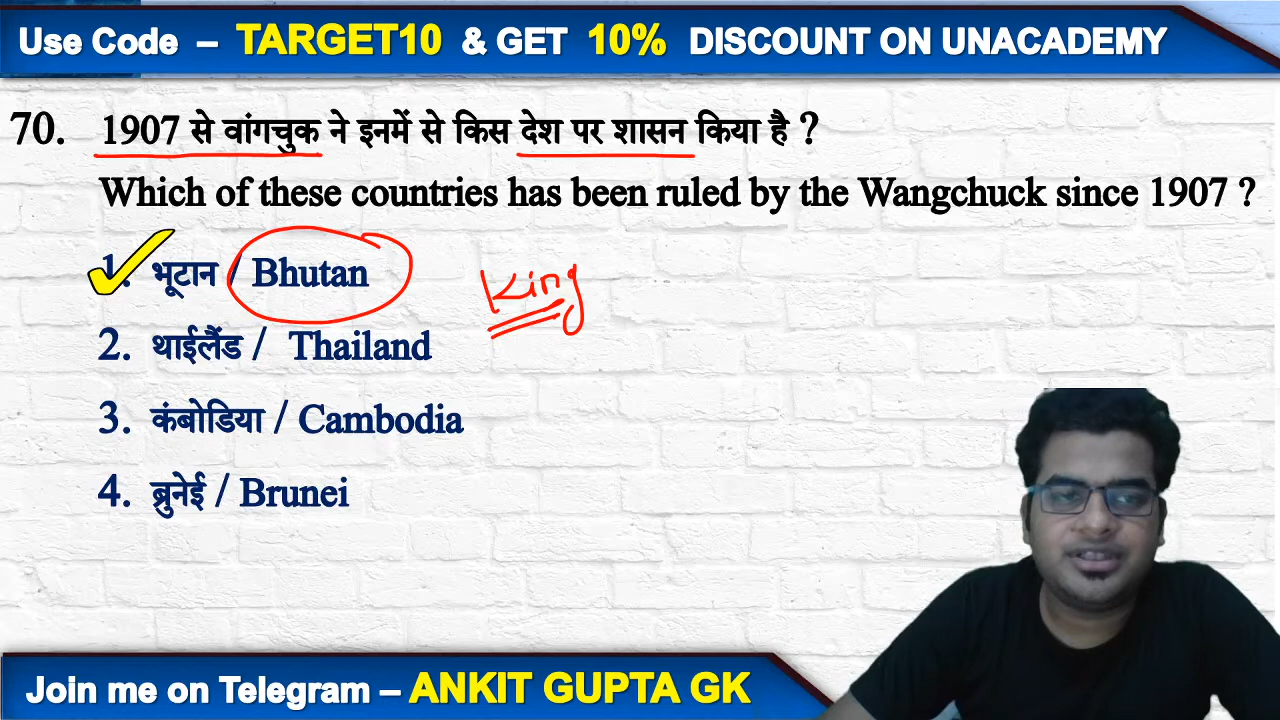 Use Code – TARGET10 & GET 10% DISCOUNT ON UNACADEMY
70. 1907 से वांगचुक ने इनमें से किस देश पर शासन किया है ?
Which of these countries has been ruled by the Wangchuck since 1907 ?
1. भूटान / Bhutan
King
2. थाईलैंड / Thailand
3. कंबोडिया / Cambodia
4. ब्रुनेई / Brunei
Join me on Telegram – ANKIT GUPTA GK